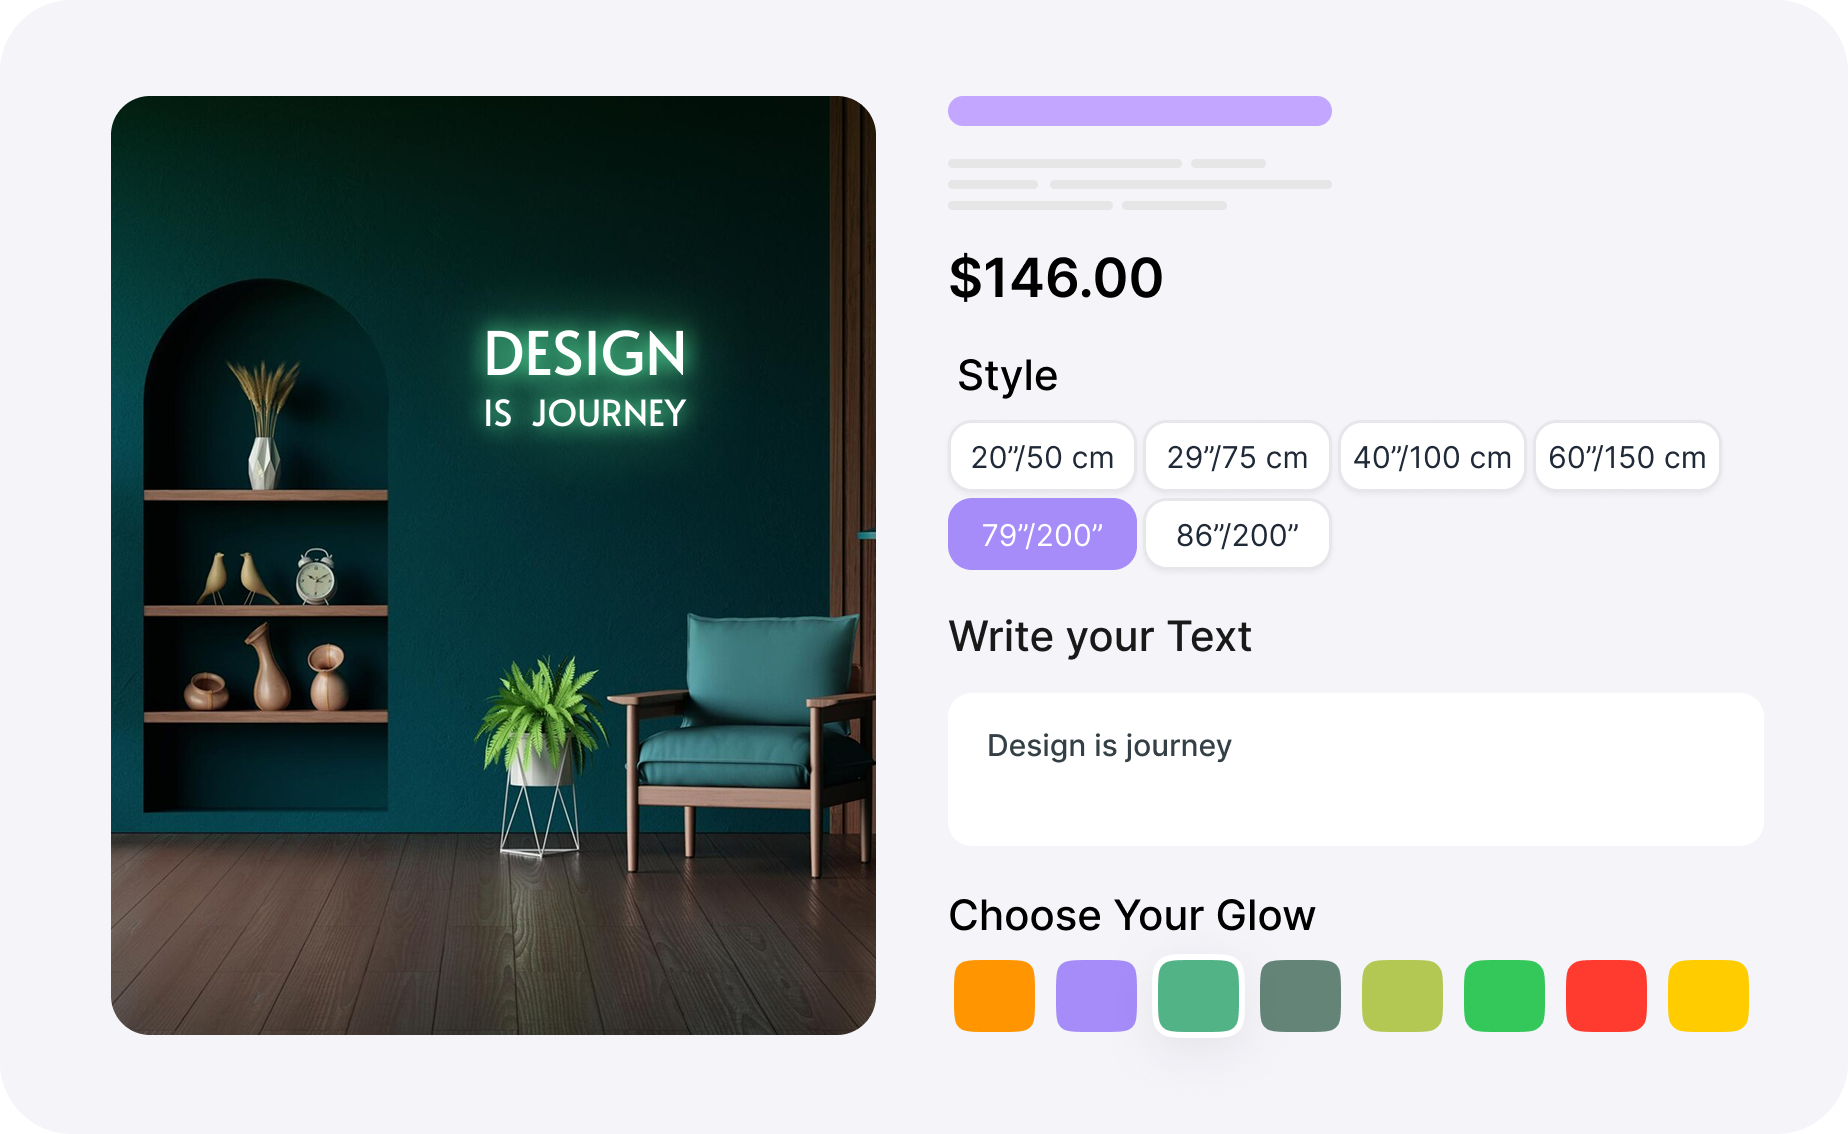 DESIGN
IS JOURNEY
$146.00
Style
20”/50 cm
29”/75 cm
40”/100 cm
60”/150 cm
79”/200”
86”/200”
Write your Text
Design is journey
Choose Your Glow